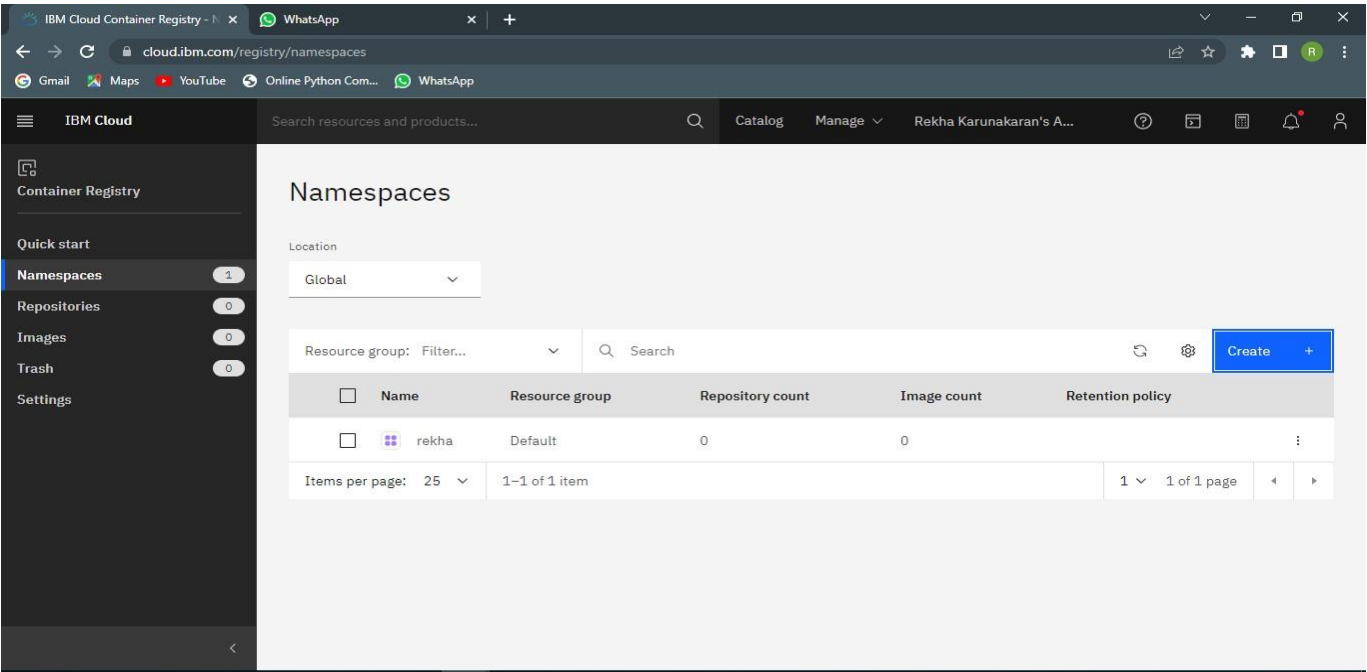 IBM Cloud Container Registry - N
WhatsApp
cloud.ibm.com/registry/namespaces
R
Gmail Maps YouTube Online Python Com... WhatsApp
IBM Cloud
Search resources and products...
Catalog Manage Rekha Karunakaran's A...
Container Registry
Quick start
Namespaces 1
Repositories 0
Images 0
Trash 0
Settings
Namespaces
Location
Global
Resource group: Filter... Search Create +
Name Resource group Repository count Image count Retention policy
rekha Default 0 0
Items per page: 25 1–1 of 1 item 1 1 of 1 page